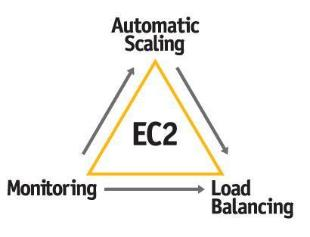 Automatic
Scaling
EC2
Monitoring
Load
Balancing